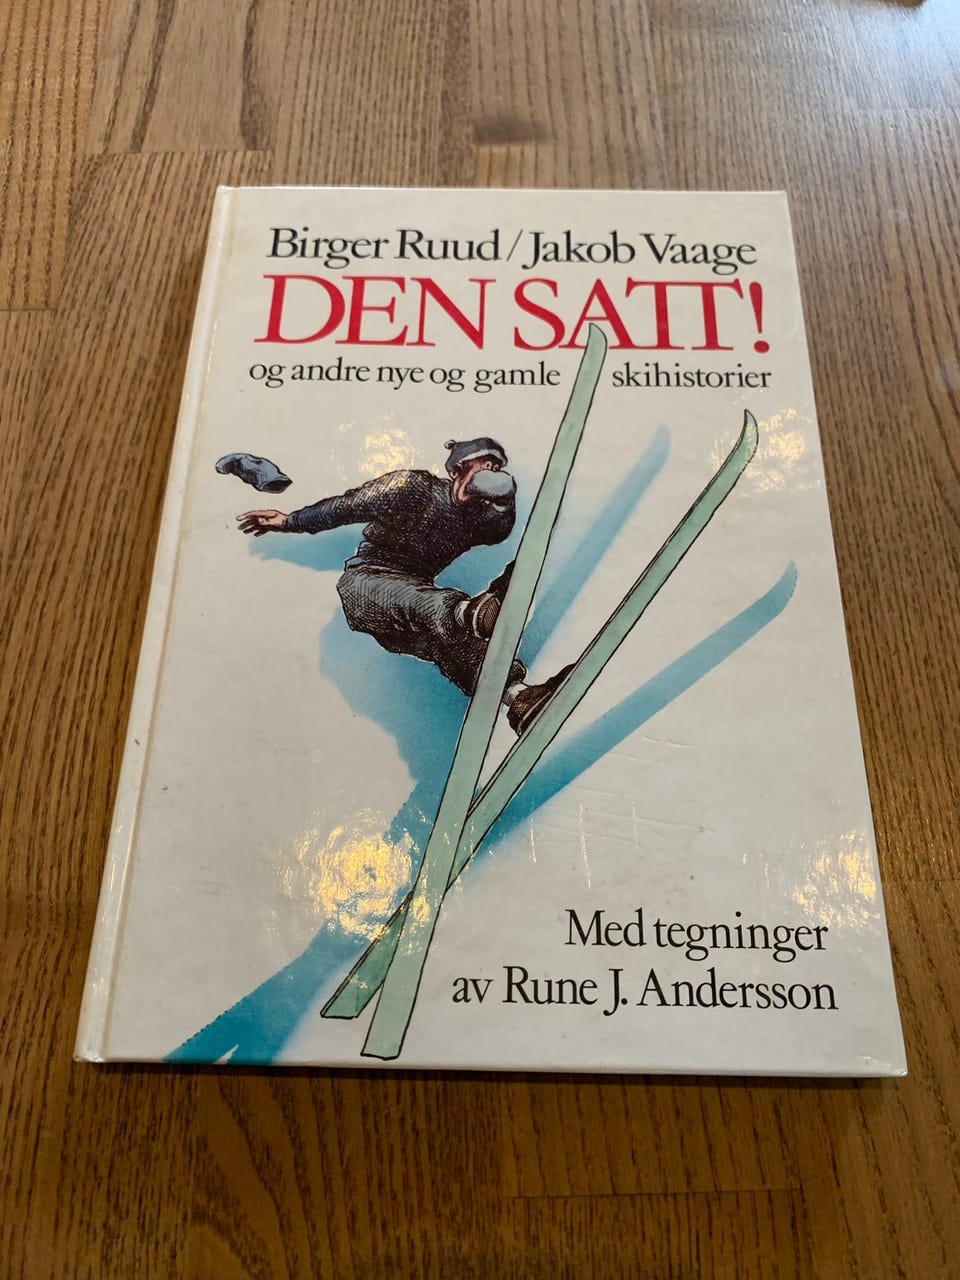 Birger Ruud/Jakob Vaage
DEN SATT!
og andre nye og gamle skihistorier
Med tegninger
av Rune J. Andersson